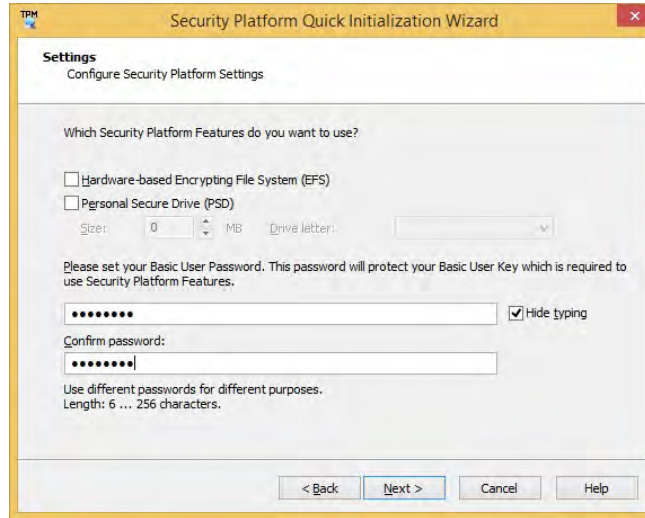 TPM
Security Platform Quick Initialization Wizard
Settings
Configure Security Platform Settings
Which Security Platform Features do you want to use?
Hardware-based Encrypting File System (EFS)
Personal Secure Drive (PSD)
Size: 0 MB Drive letter:
Please set your Basic User Password. This password will protect your Basic User Key which is required to
use Security Platform Features.
●●●●●●●● Hide typing
Confirm password:
●●●●●●●●
Use different passwords for different purposes.
Length: 6 ... 256 characters.
< Back Next > Cancel Help